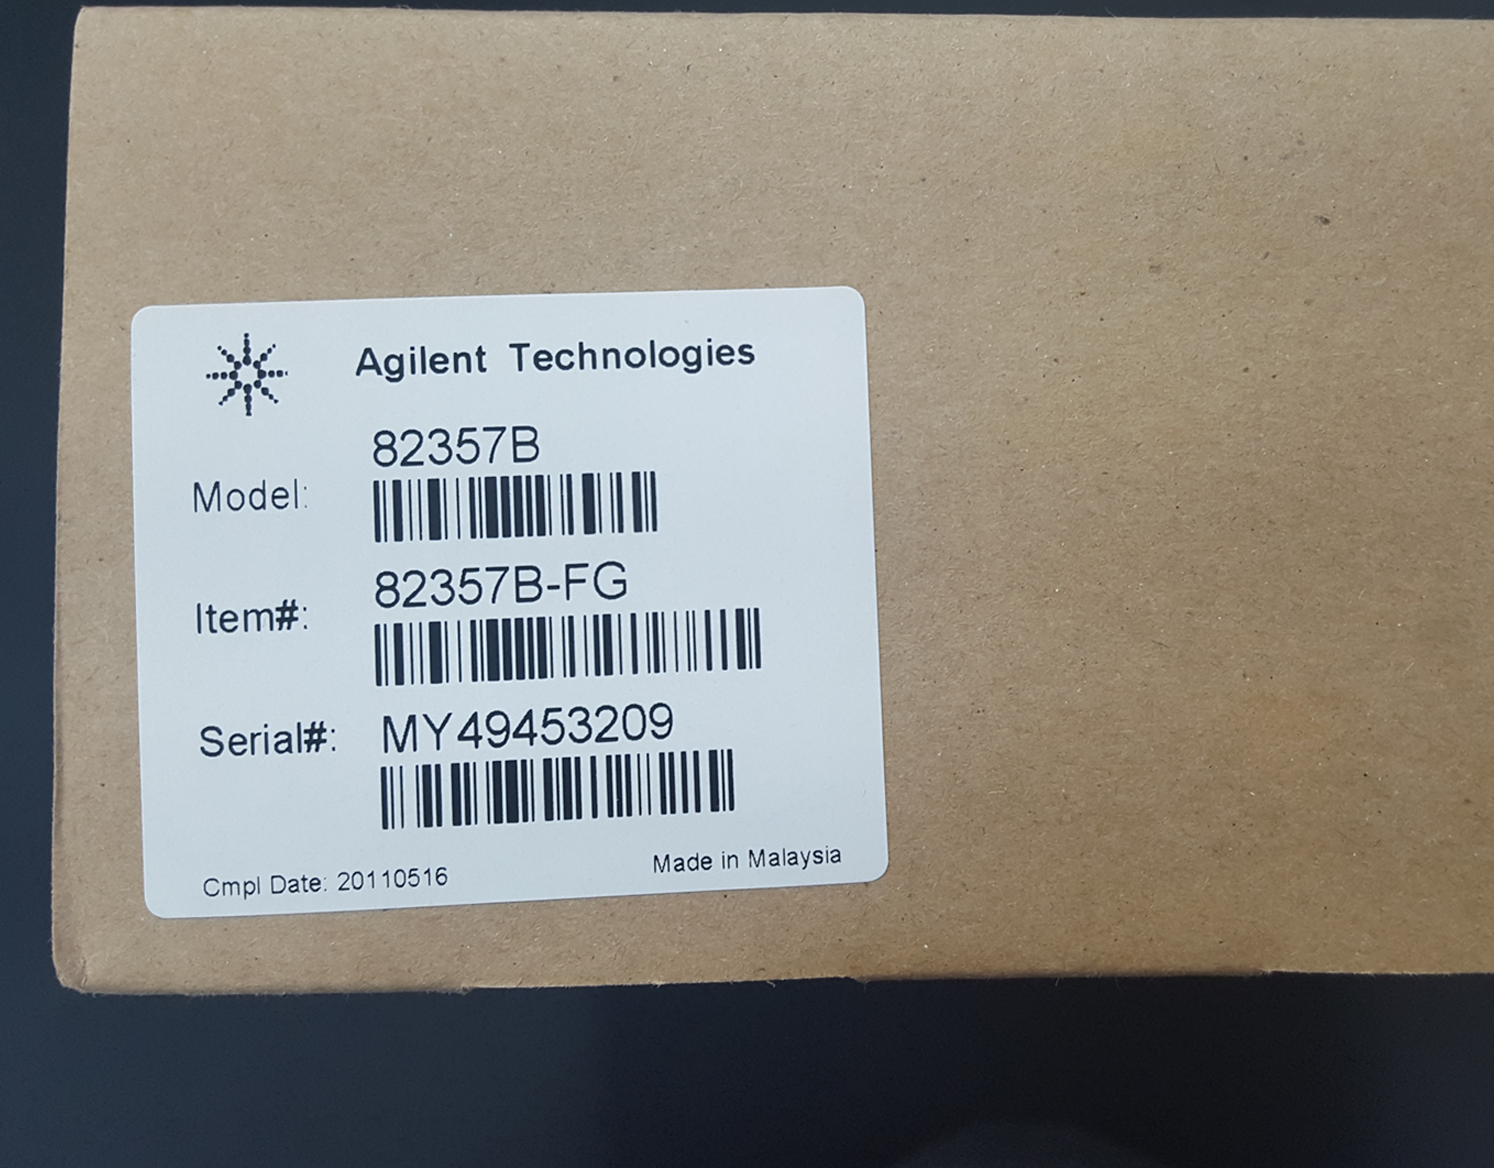 Agilent Technologies
82357B
Model:
82357B-FG
Item#:
MY49453209
Serial#:
Cmpl Date: 20110516
Made in Malaysia